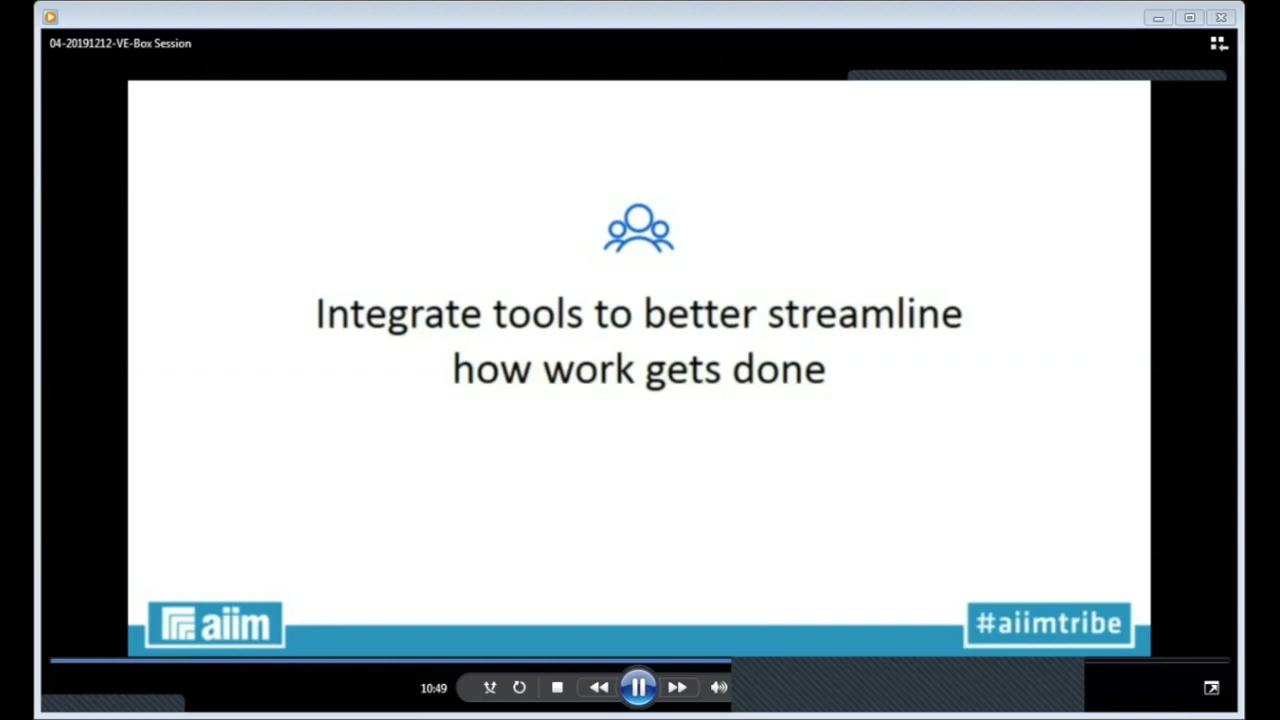 04-20191212-VE-Box Session
Integrate tools to better streamline
how work gets done
aiim
#aiimtribe
10:49